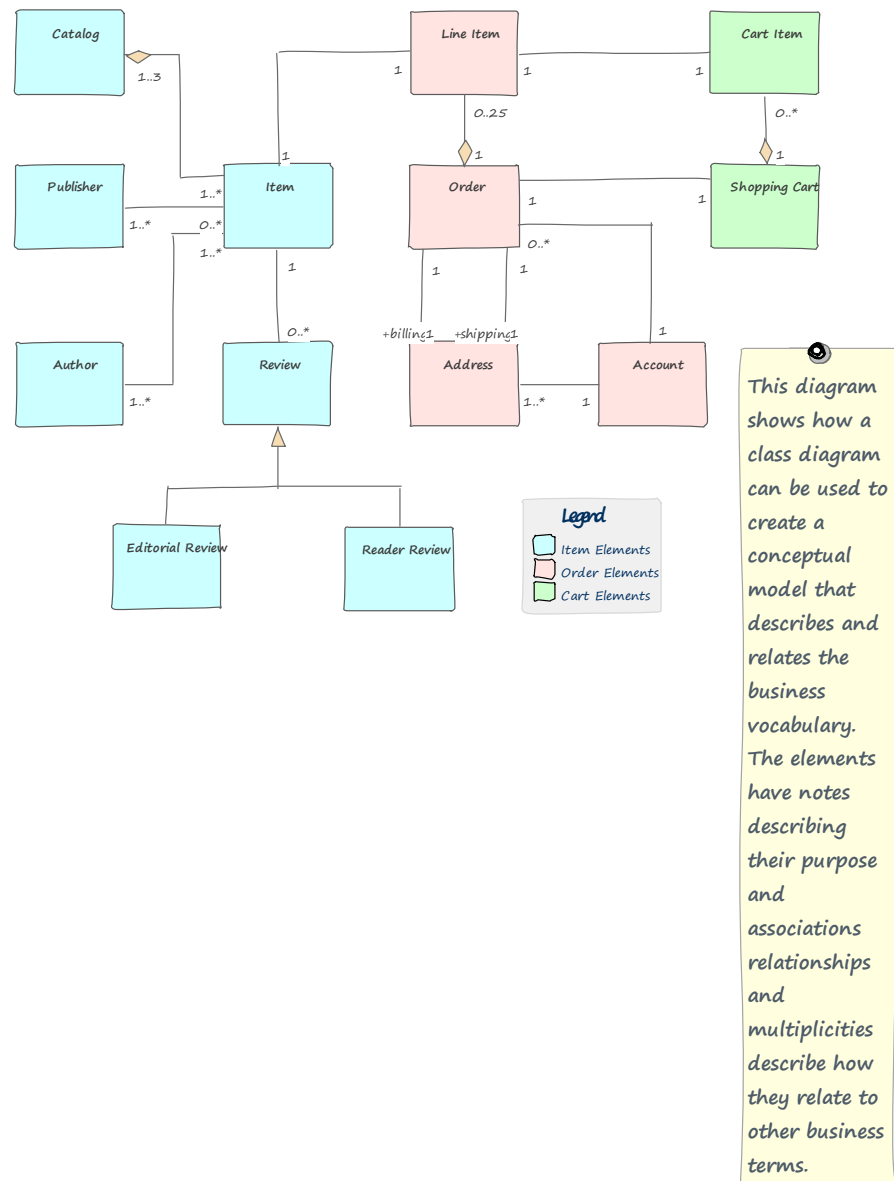 Catalog
Line Item
Cart Item
1..3
1
1
1
0..25
0..*
1
1
1
Publisher
Item
Order
Shopping Cart
1..*
1..*
0..*
1..*
1
1
0..*
1
1
1
0..*
+billing
1
+shipping
1
1
Author
Review
Address
Account
1..*
1..*
1
Editorial Review
Reader Review
Legend
Item Elements
Order Elements
Cart Elements
This diagram
shows how a
class diagram
can be used to
create a
conceptual
model that
describes and
relates the
business
vocabulary.
The elements
have notes
describing
their purpose
and
associations
relationships
and
multiplicities
describe how
they relate to
other business
terms.